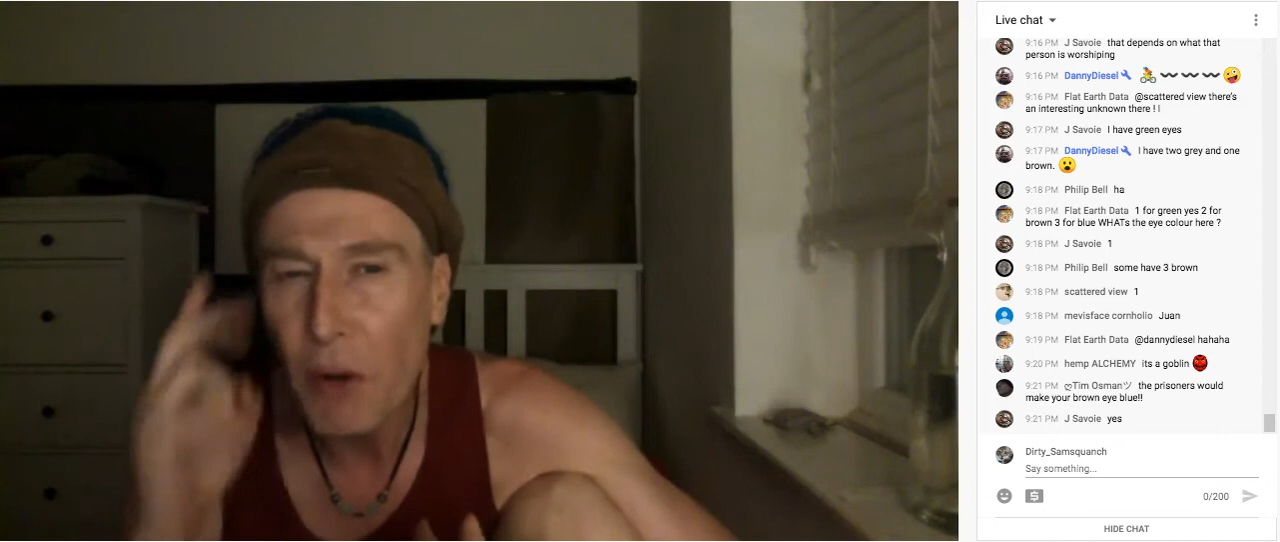 Live chat
9:16 PM J Savoie that depends on what that
person is worshiping
9:16 PM DannyDiesel
9:16 PM Flat Earth Data @scattered view there's
an interesting unknown there ! I
9:17 PM J Savoie I have green eyes
9:17 PM DannyDiesel I have two grey and one
brown. 😮
9:18 PM Philip Bell ha
9:18 PM Flat Earth Data 1 for green yes 2 for
brown 3 for blue WHATs the eye colour here ?
9:18 PM J Savoie 1
9:18 PM Philip Bell some have 3 brown
9:18 PM scattered view 1
9:18 PM mevisface cornholio Juan
9:19 PM Flat Earth Data @dannydiesel hahaha
9:20 PM hemp ALCHEMY its a goblin 👹
9:21 PM ღTim Osmanツ the prisoners would
make your brown eye blue!!
9:21 PM J Savoie yes
Dirty_Samsquanch
Say something...
0/200
HIDE CHAT